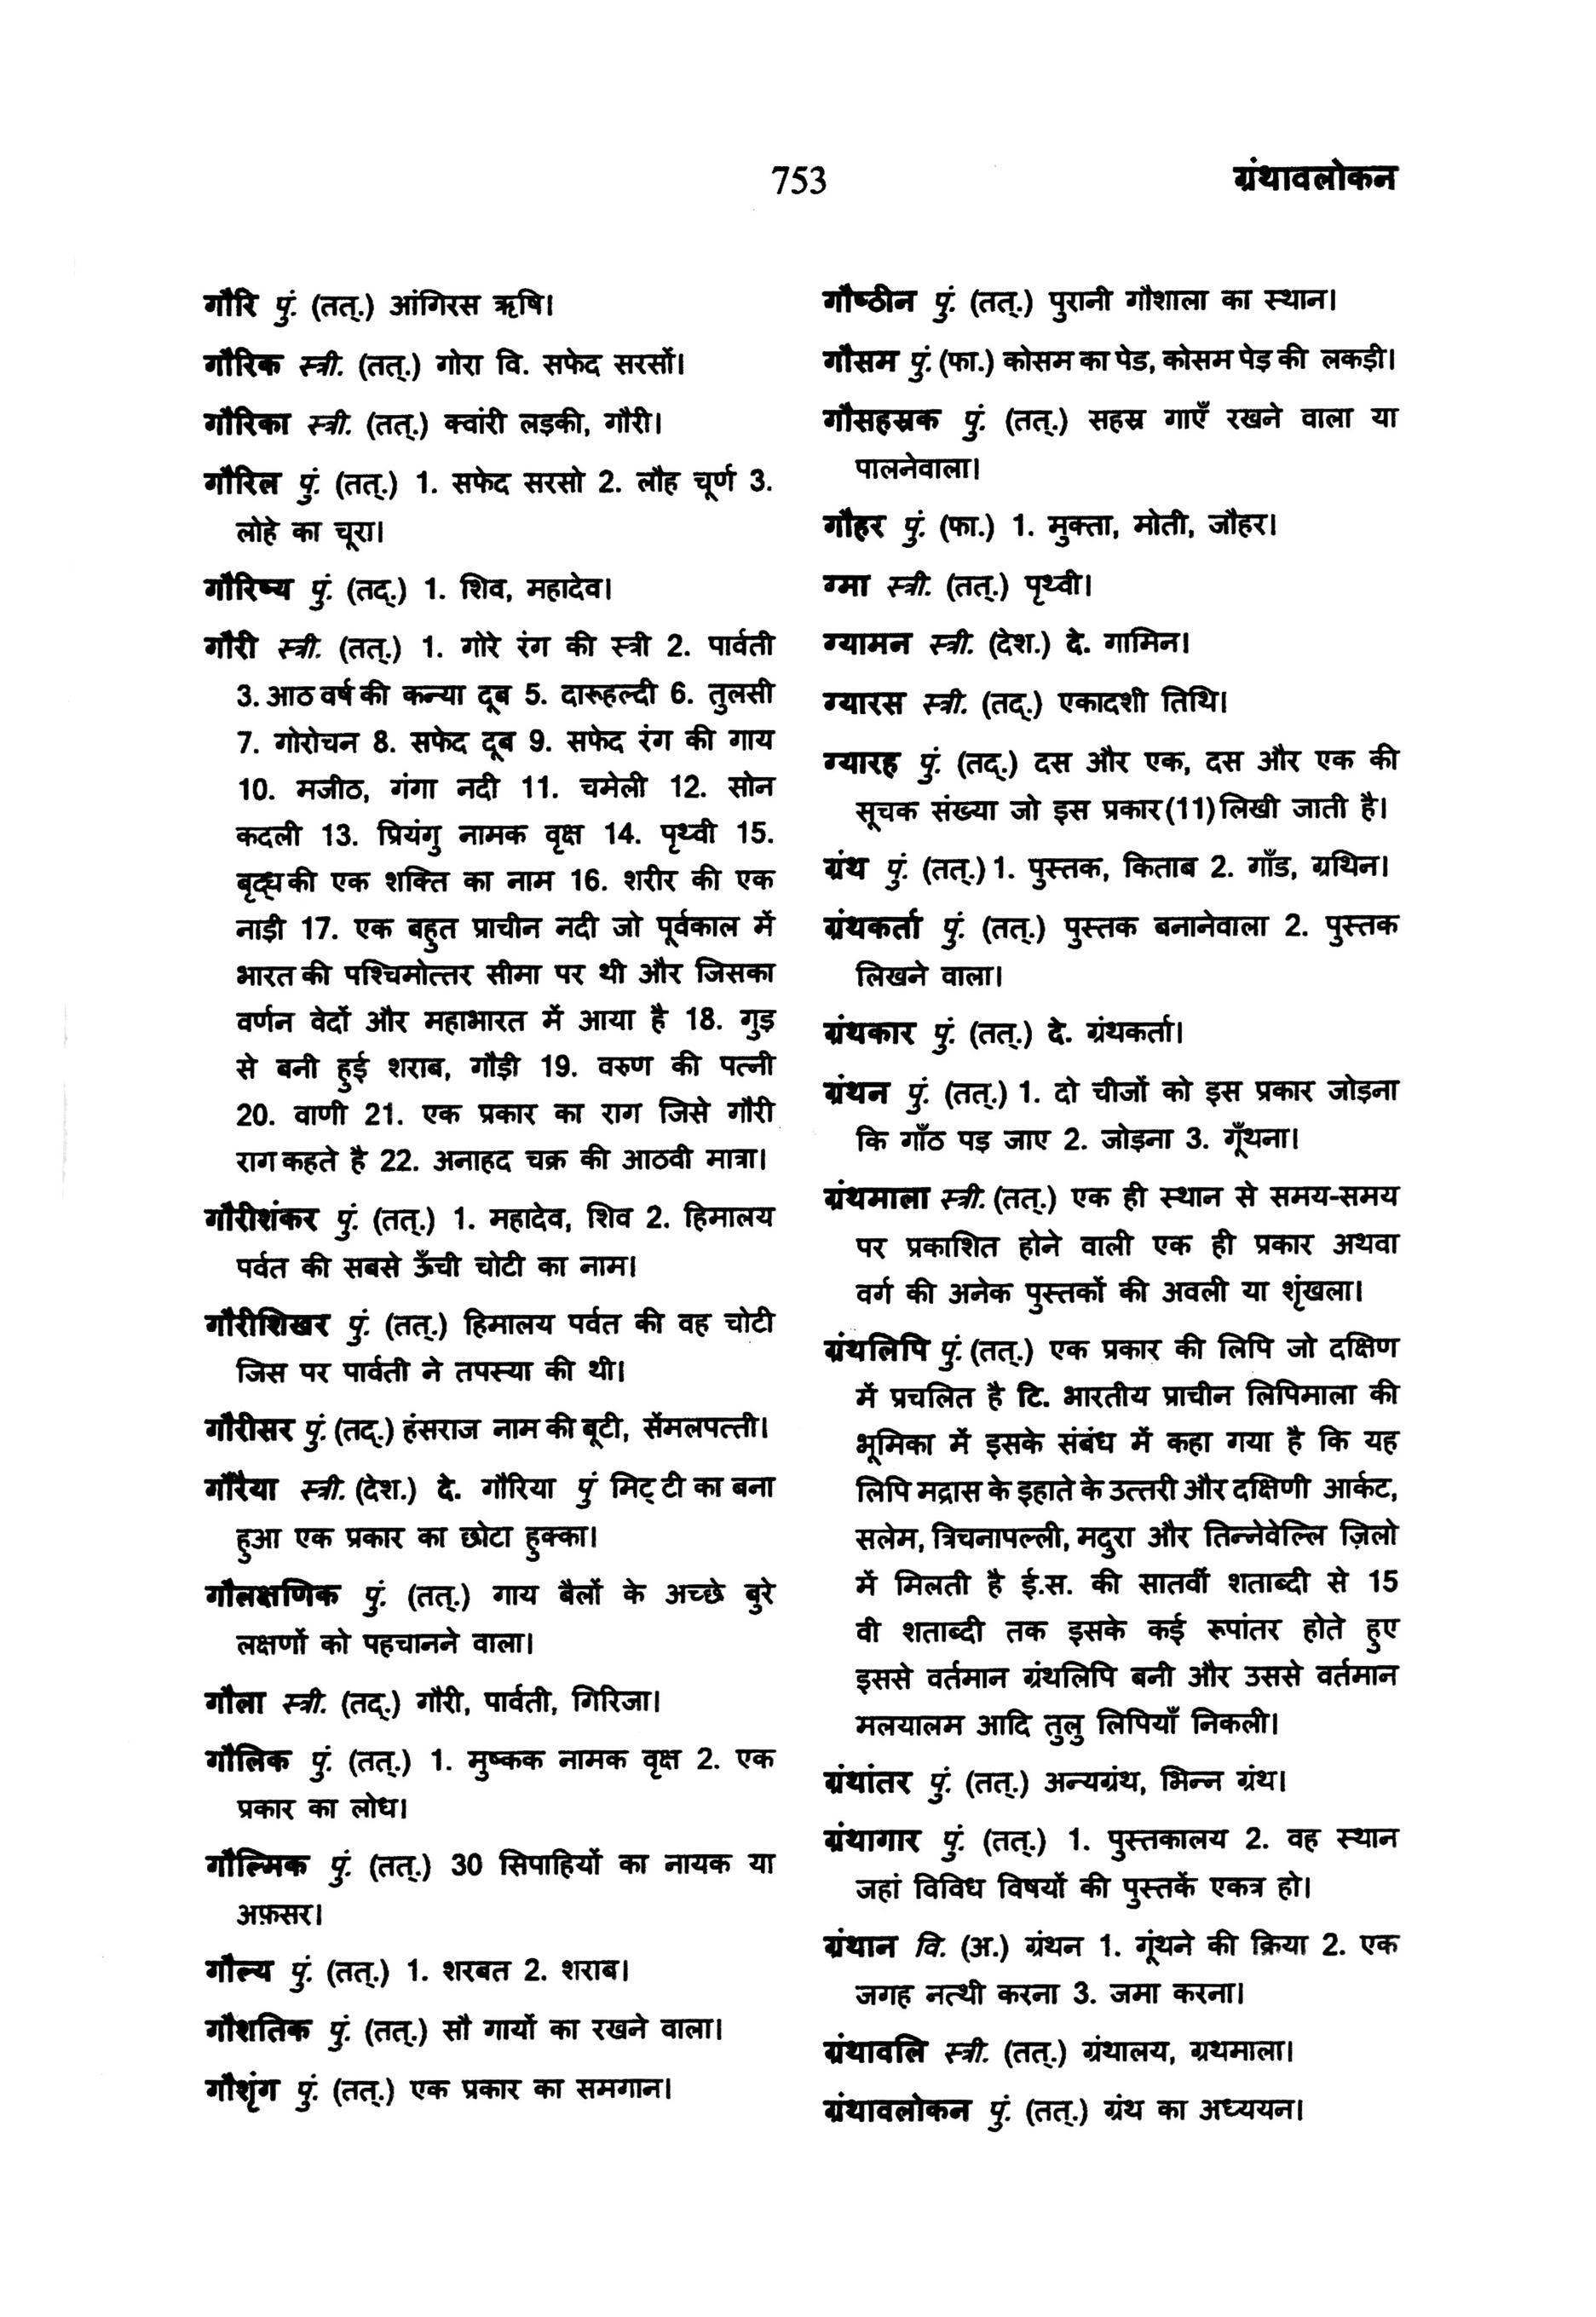 753
ग्रंथावलोकन
गौरि पुं. (तत्.) आंगिरस ऋषि।
गौरिक स्त्री. (तत्.) गोरा वि. सफेद सरसों।
गौरिका स्त्री. (तत्.) क्वांरी लड़की, गौरी।
गौरिल पुं. (तत्.) 1. सफेद सरसो 2. लौह चूर्ण 3.
लोहे का चूरा।
गौरिष्य पुं. (तद्.) 1. शिव, महादेव।
गौरी स्त्री. (तत्.) 1. गोरे रंग की स्त्री 2. पार्वती
3. आठ वर्ष की कन्या दूब 5. दारूहल्दी 6. तुलसी
7. गोरोचन 8. सफेद दूब 9. सफेद रंग की गाय
10. मजीठ, गंगा नदी 11. चमेली 12. सोन
कदली 13. प्रियंगु नामक वृक्ष 14. पृथ्वी 15.
बृद्ध की एक शक्ति का नाम 16. शरीर की एक
नाड़ी 17. एक बहुत प्राचीन नदी जो पूर्वकाल में
भारत की पश्चिमोत्तर सीमा पर थी और जिसका
वर्णन वेदों और महाभारत में आया है 18. गुड़
से बनी हुई शराब, गौड़ी 19. वरुण की पत्नी
20. वाणी 21. एक प्रकार का राग जिसे गौरी
राग कहते है 22. अनाहद चक्र की आठवी मात्रा।
गौरीशंकर पुं. (तत्.) 1. महादेव, शिव 2. हिमालय
पर्वत की सबसे ऊँची चोटी का नाम।
गौरीशिखर पुं. (तत्.) हिमालय पर्वत की वह चोटी
जिस पर पार्वती ने तपस्या की थी।
गौरीसर पुं. (तद्.) हंसराज नाम की बूटी, सेंमलपत्ती।
गौरैया स्त्री. (देश.) दे. गौरिया पुं मिट्टी का बना
हुआ एक प्रकार का छोटा हुक्का।
गौलक्षणिक पुं. (तत्.) गाय बैलों के अच्छे बुरे
लक्षणों को पहचानने वाला।
गौला स्त्री. (तद्.) गौरी, पार्वती, गिरिजा।
गौलिक पुं. (तत्.) 1. मुष्कक नामक वृक्ष 2. एक
प्रकार का लोध।
गौल्मिक पुं. (तत्.) 30 सिपाहियों का नायक या
अफ़सर।
गौल्य पुं. (तत्.) 1. शरबत 2. शराब।
गौशतिक पुं. (तत्.) सौ गायों का रखने वाला।
गौशृंग पुं. (तत्.) एक प्रकार का समगान।
गौष्ठीन पुं. (तत्.) पुरानी गौशाला का स्थान।
गौसम पुं. (फा.) कोसम का पेड, कोसम पेड़ की लकड़ी।
गौसहस्रक पुं. (तत्.) सहस्र गाएँ रखने वाला या
पालनेवाला।
गौहर पुं. (फा.) 1. मुक्ता, मोती, जौहर।
ग्मा स्त्री. (तत्.) पृथ्वी।
ग्यामन स्त्री. (देश.) दे. गामिन।
ग्यारस स्त्री. (तद्.) एकादशी तिथि।
ग्यारह पुं. (तद्.) दस और एक, दस और एक की
सूचक संख्या जो इस प्रकार (11) लिखी जाती है।
ग्रंथ पुं. (तत्.) 1. पुस्तक, किताब 2. गाँड, ग्रथिन।
ग्रंथकर्ता पुं. (तत्.) पुस्तक बनानेवाला 2. पुस्तक
लिखने वाला।
ग्रंथकार पुं. (तत्.) दे. ग्रंथकर्ता।
ग्रंथन पुं. (तत्.) 1. दो चीजों को इस प्रकार जोड़ना
कि गाँठ पड़ जाए 2. जोड़ना 3. गूँथना।
ग्रंथमाला स्त्री. (तत्.) एक ही स्थान से समय-समय
पर प्रकाशित होने वाली एक ही प्रकार अथवा
वर्ग की अनेक पुस्तकों की अवली या शृंखला।
ग्रंथलिपि पुं. (तत्.) एक प्रकार की लिपि जो दक्षिण
में प्रचलित है टि. भारतीय प्राचीन लिपिमाला की
भूमिका में इसके संबंध में कहा गया है कि यह
लिपि मद्रास के इहाते के उत्तरी और दक्षिणी आर्कट,
सलेम, त्रिचनापल्ली, मदुरा और तिन्नेवेल्लि ज़िलो
में मिलती है ई.स. की सातवीं शताब्दी से 15
वी शताब्दी तक इसके कई रूपांतर होते हुए
इससे वर्तमान ग्रंथलिपि बनी और उससे वर्तमान
मलयालम आदि तुलु लिपियाँ निकली।
ग्रंथांतर पुं. (तत्.) अन्यग्रंथ, भिन्न ग्रंथ।
ग्रंथागार पुं. (तत्.) 1. पुस्तकालय 2. वह स्थान
जहां विविध विषयों की पुस्तकें एकत्र हो।
ग्रंथान वि. (अ.) ग्रंथन 1. गूंथने की क्रिया 2. एक
जगह नत्थी करना 3. जमा करना।
ग्रंथावलि स्त्री. (तत्.) ग्रंथालय, ग्रथमाला।
ग्रंथावलोकन पुं. (तत्.) ग्रंथ का अध्ययन।